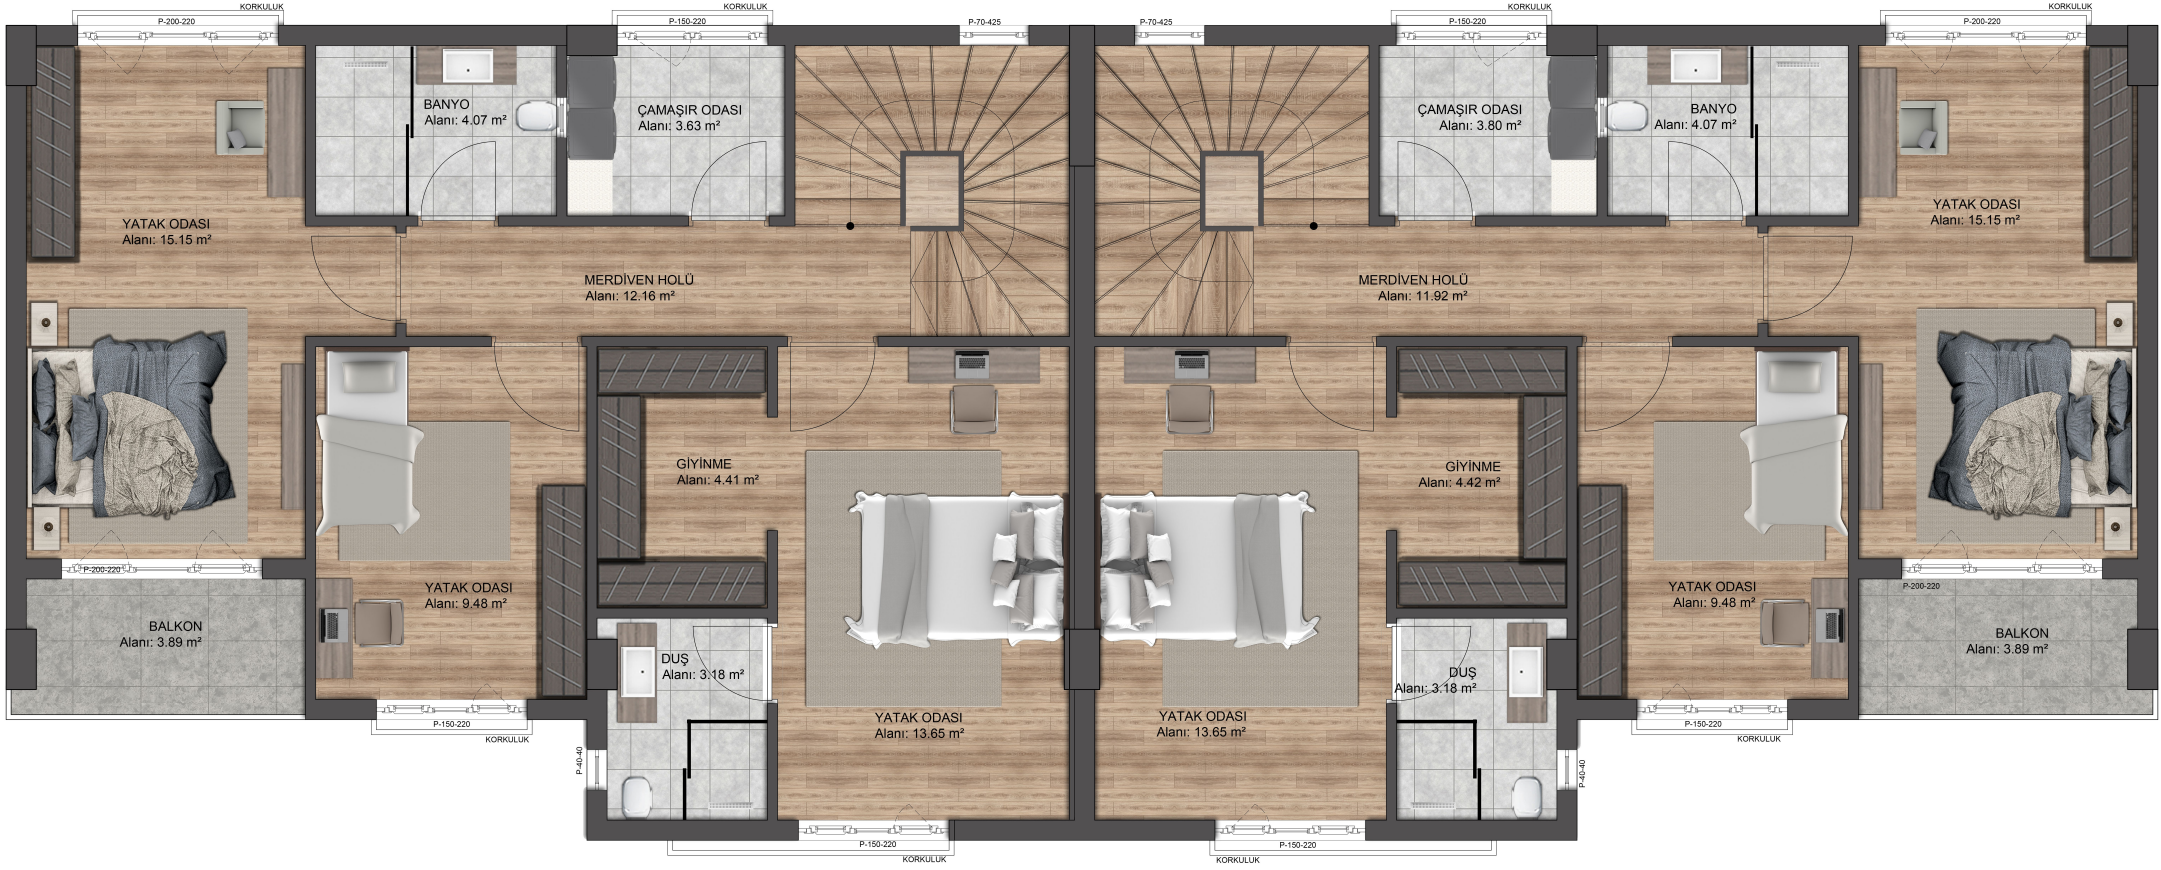 KORKULUK
KORKULUK
KORKULUK
KORKULUK
P-200-220
P-150-220
P-70-425
P-70-425
P-150-220
P-200-220
BANYO
Alanı: 4.07 m²
ÇAMAŞIR ODASI
Alanı: 3.63 m²
ÇAMAŞIR ODASI
Alanı: 3.80 m²
BANYO
Alanı: 4.07 m²
YATAK ODASI
Alanı: 15.15 m²
YATAK ODASI
Alanı: 15.15 m²
MERDİVEN HOLÜ
Alanı: 12.16 m²
MERDİVEN HOLÜ
Alanı: 11.92 m²
GİYİNME
Alanı: 4.41 m²
GİYİNME
Alanı: 4.42 m²
P-200-220
P-200-220
YATAK ODASI
Alanı: 9.48 m²
YATAK ODASI
Alanı: 9.48 m²
BALKON
Alanı: 3.89 m²
BALKON
Alanı: 3.89 m²
DUŞ
Alanı: 3.18 m²
DUŞ
Alanı: 3.18 m²
YATAK ODASI
Alanı: 13.65 m²
YATAK ODASI
Alanı: 13.65 m²
P-150-220
KORKULUK
P-150-220
KORKULUK
P-40-40
P-40-40
P-150-220
KORKULUK
P-150-220
KORKULUK